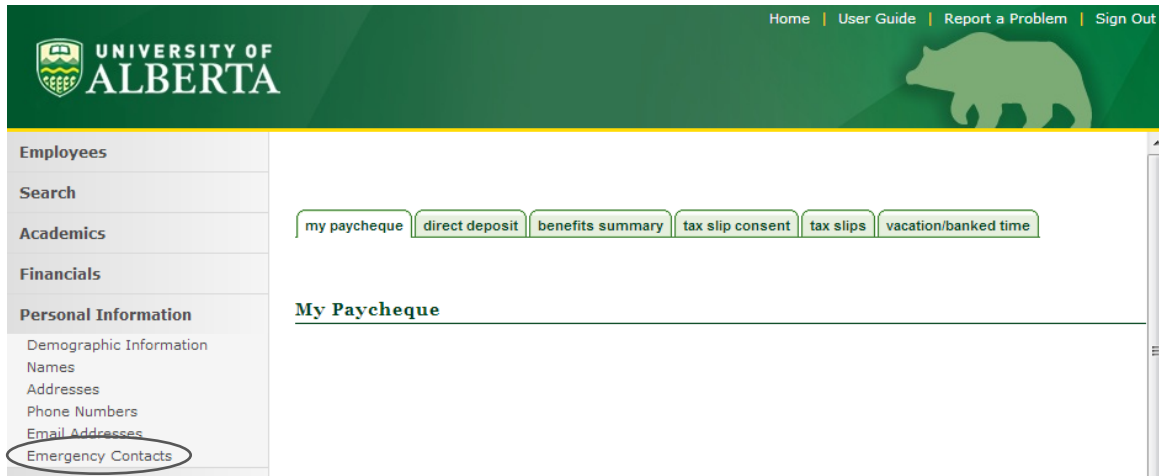 Home | User Guide | Report a Problem | Sign Out
UNIVERSITY OF
ALBERTA
Employees
Search
Academics
Financials
Personal Information
Demographic Information
Names
Addresses
Phone Numbers
Email Addresses
Emergency Contacts
my paycheque direct deposit benefits summary tax slip consent tax slips vacation/banked time
My Paycheque